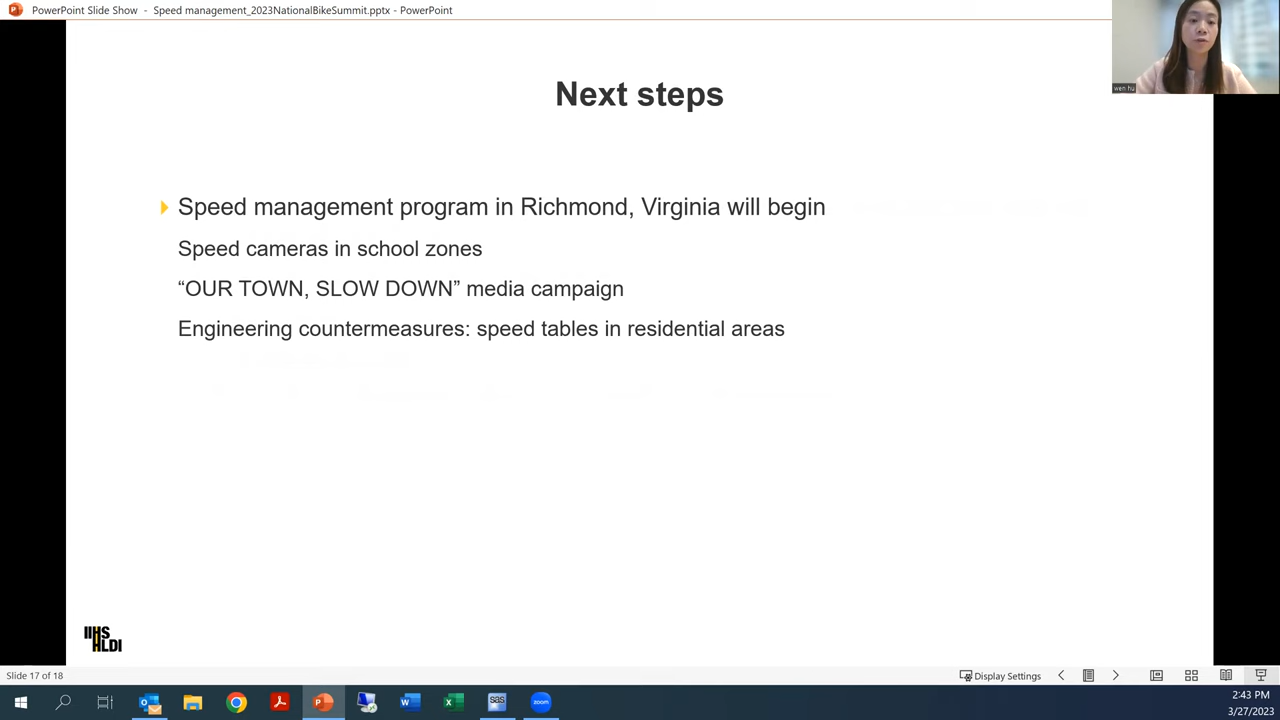 PowerPoint Slide Show - Speed management_2023NationalBikeSummit.pptx - PowerPoint
wen hu
Next steps
Speed management program in Richmond, Virginia will begin
Speed cameras in school zones
“OUR TOWN, SLOW DOWN” media campaign
Engineering countermeasures: speed tables in residential areas
IIHS
HLDI
Slide 17 of 18
Display Settings
sas
zoom
2:43 PM
3/27/2023